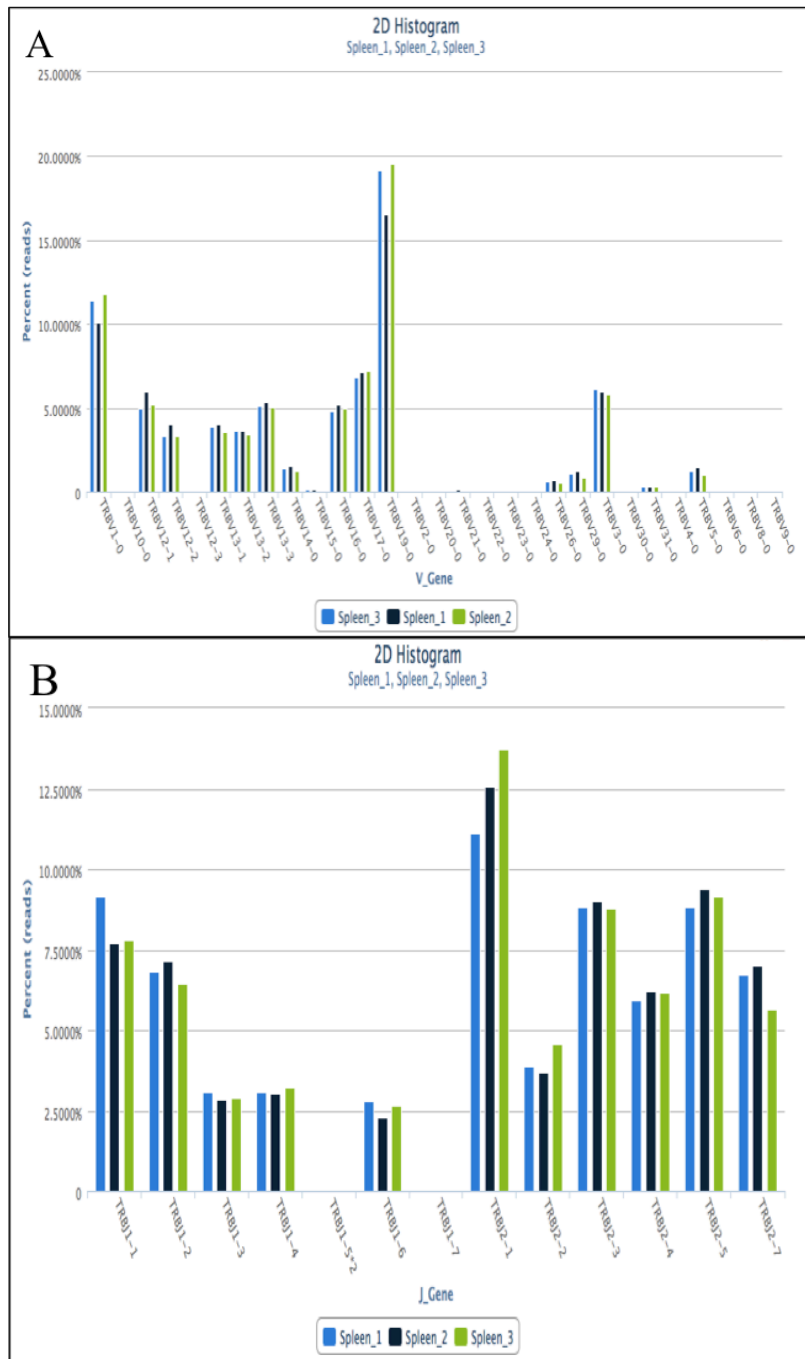 A
2D Histogram
Spleen_1, Spleen_2, Spleen_3
25.0000%
20.0000%
15.0000%
10.0000%
5.0000%
0
Percent (reads)
TRBV1-0
TRBV10-0
TRBV12-1
TRBV12-2
TRBV12-3
TRBV13-1
TRBV13-2
TRBV13-3
TRBV14-0
TRBV15-0
TRBV16-0
TRBV17-0
TRBV19-0
TRBV2-0
TRBV20-0
TRBV21-0
TRBV22-0
TRBV23-0
TRBV24-0
TRBV26-0
TRBV29-0
TRBV3-0
TRBV30-0
TRBV31-0
TRBV4-0
TRBV5-0
TRBV6-0
TRBV8-0
TRBV9-0
V_Gene
Spleen_3 Spleen_1 Spleen_2
B
2D Histogram
Spleen_1, Spleen_2, Spleen_3
15.0000%
12.5000%
10.0000%
7.5000%
5.0000%
2.5000%
0
Percent (reads)
TRBJ1-1
TRBJ1-2
TRBJ1-3
TRBJ1-4
TRBJ1-5*2
TRBJ1-6
TRBJ1-7
TRBJ2-1
TRBJ2-2
TRBJ2-3
TRBJ2-4
TRBJ2-5
TRBJ2-7
J_Gene
Spleen_1 Spleen_2 Spleen_3